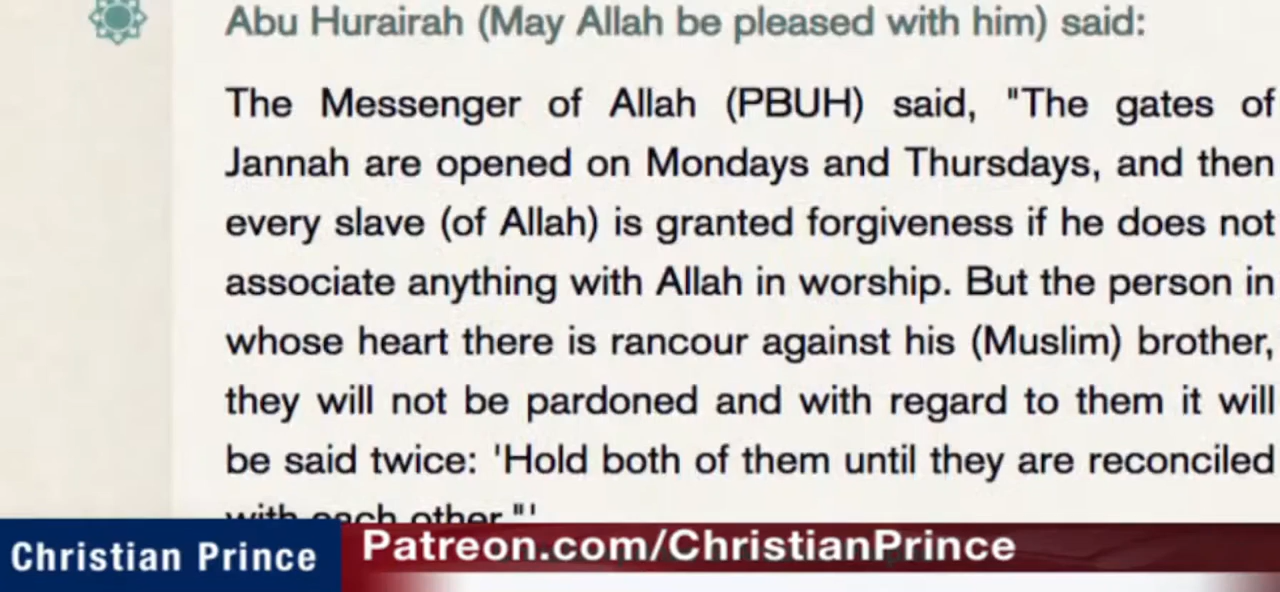 Abu Hurairah (May Allah be pleased with him) said:
The Messenger of Allah (PBUH) said, "The gates of
Jannah are opened on Mondays and Thursdays, and then
every slave (of Allah) is granted forgiveness if he does not
associate anything with Allah in worship. But the person in
whose heart there is rancour against his (Muslim) brother,
they will not be pardoned and with regard to them it will
be said twice: 'Hold both of them until they are reconciled
with each other."'
Christian Prince
Patreon.com/ChristianPrince